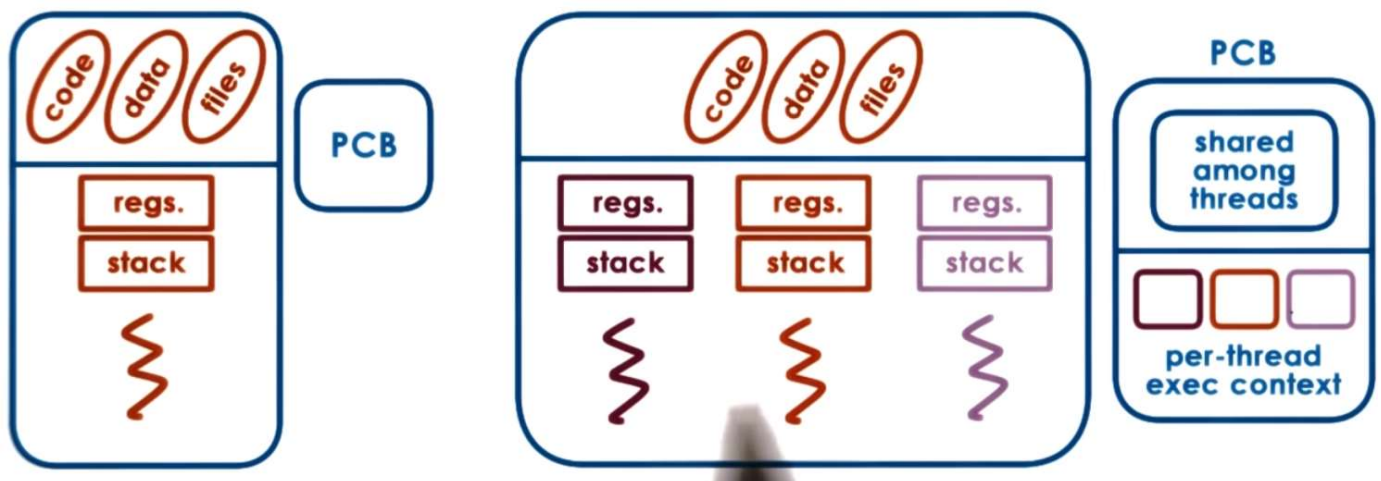 code
data
files
PCB
regs.
stack
code
data
files
regs.
stack
regs.
stack
regs.
stack
PCB
shared
among
threads
per-thread
exec context